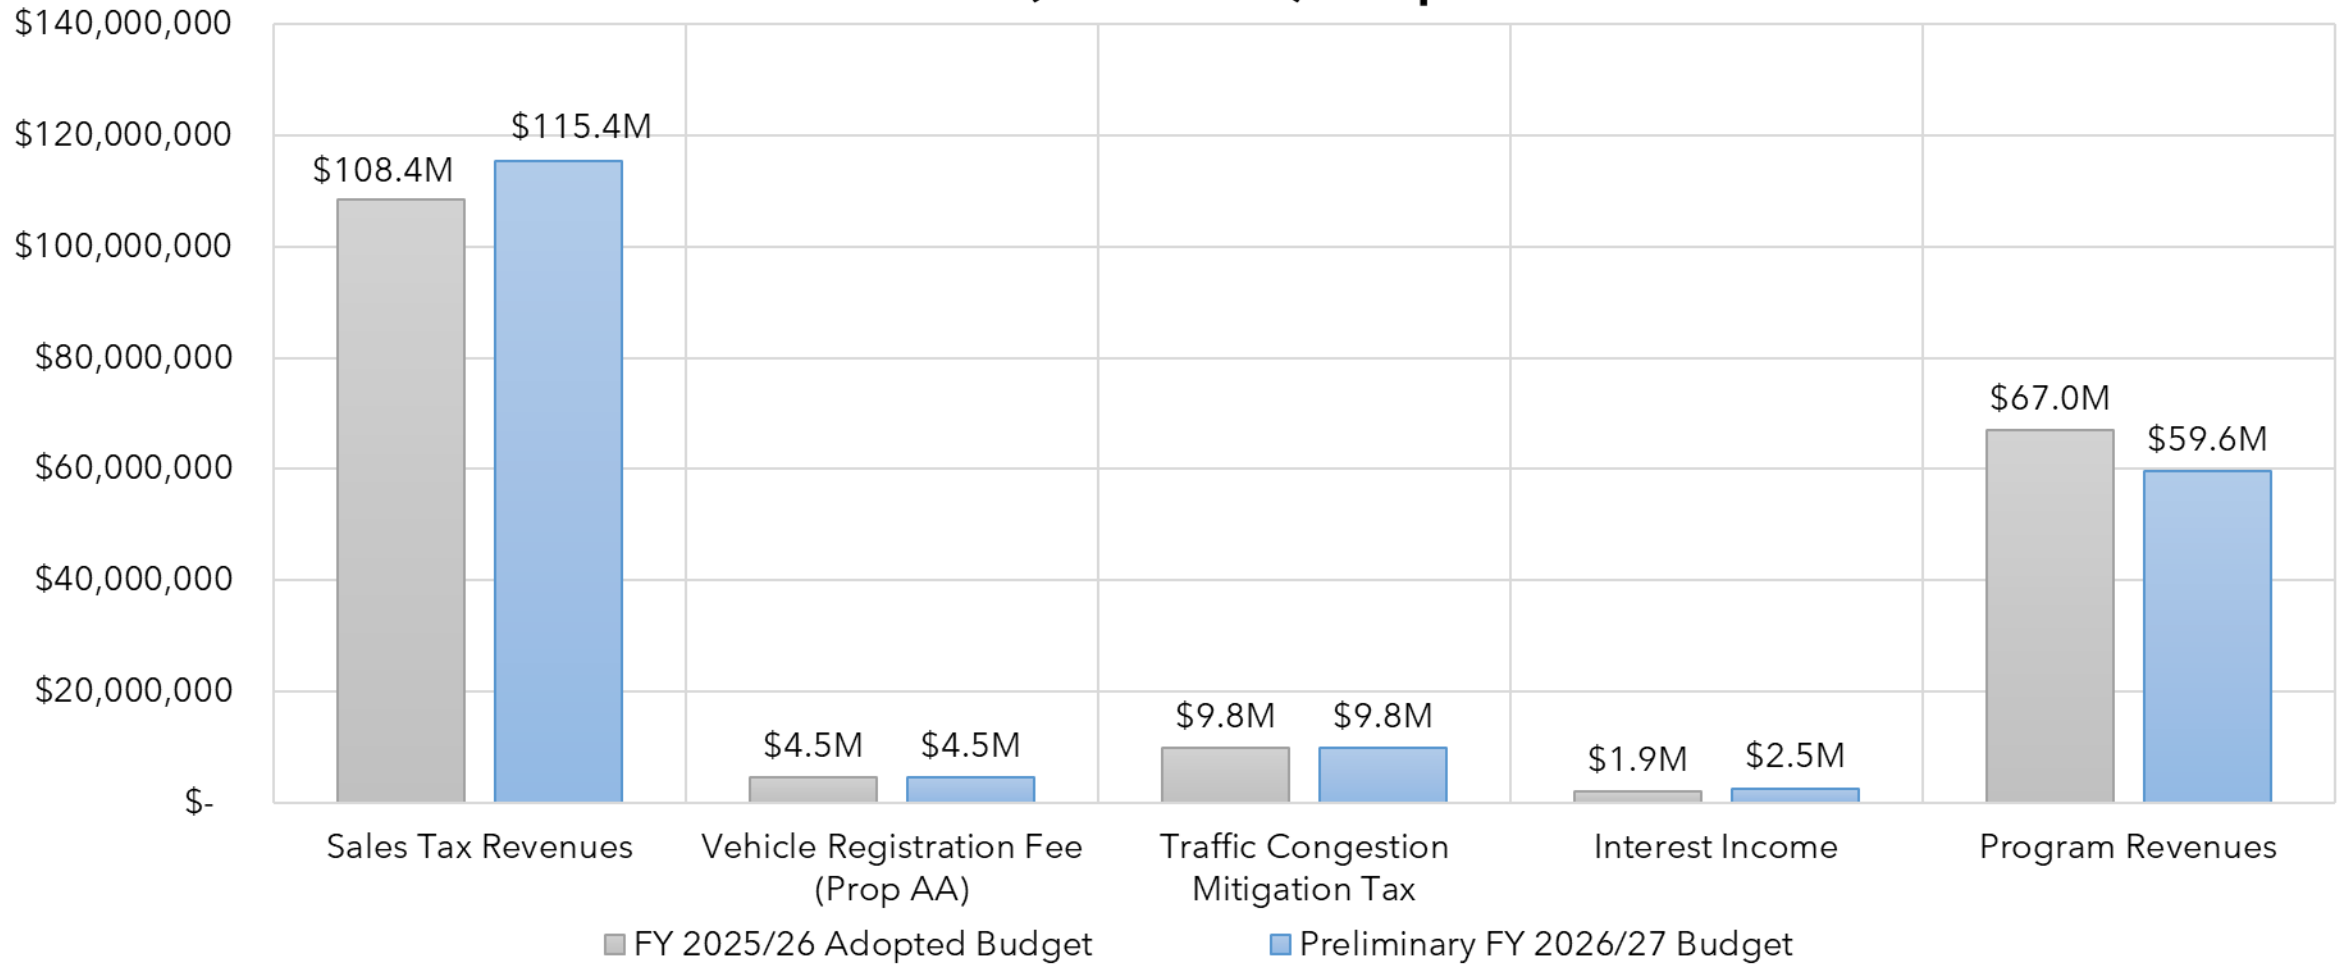 $140,000,000
$120,000,000
$100,000,000
$80,000,000
$60,000,000
$40,000,000
$20,000,000
$-
$108.4M
$115.4M
$4.5M
$4.5M
$9.8M
$9.8M
$1.9M
$2.5M
$67.0M
$59.6M
Sales Tax Revenues
Vehicle Registration Fee
(Prop AA)
Traffic Congestion
Mitigation Tax
Interest Income
Program Revenues
FY 2025/26 Adopted Budget
Preliminary FY 2026/27 Budget